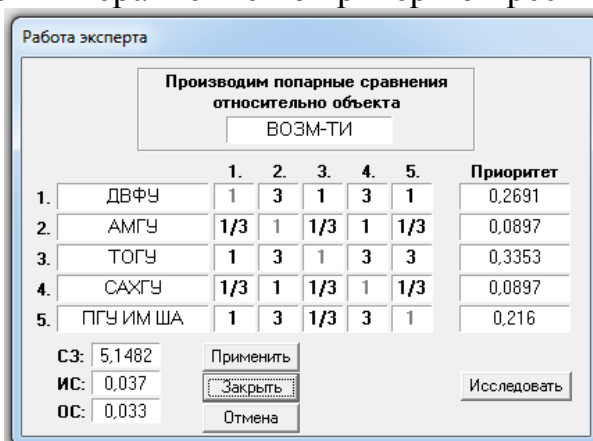 Работа эксперта
Производим попарные сравнения
относительно объекта
ВОЗМ-ТИ
1. 2. 3. 4. 5. Приоритет
1. ДВФУ 1 3 1 3 1 0,2691
2. АМГУ 1/3 1 1/3 1 1/3 0,0897
3. ТОГУ 1 3 1 3 3 0,3353
4. САХГУ 1/3 1 1/3 1 1/3 0,0897
5. ПГУ ИМ ША 1 3 1/3 3 1 0,216
СЗ: 5,1482 Применить
ИС: 0,037 Закрыть Исследовать
ОС: 0,033 Отмена